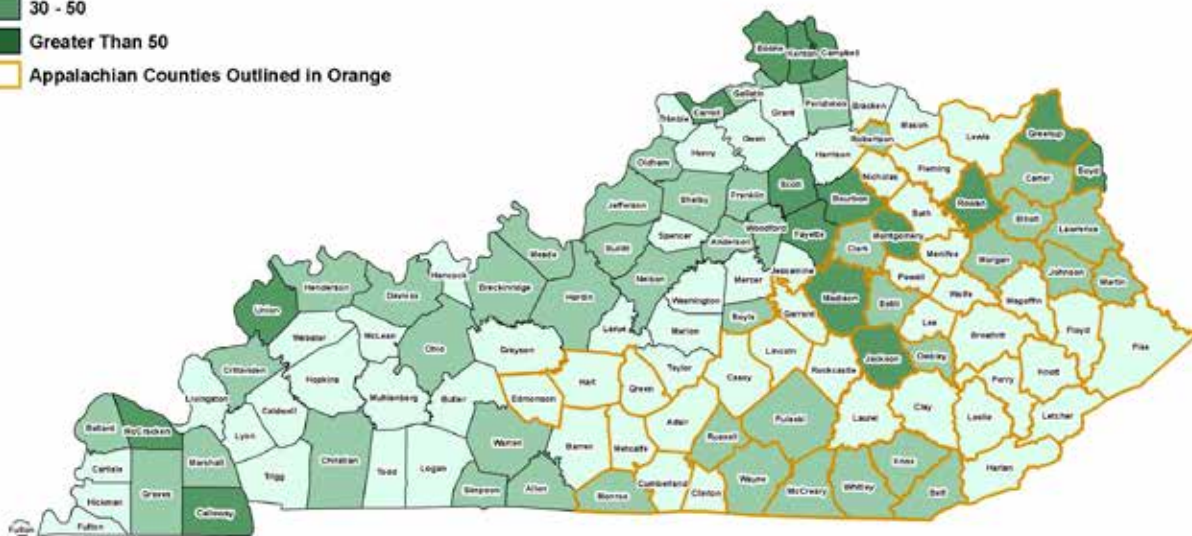 30 - 50
Greater Than 50
Appalachian Counties Outlined in Orange
Boone Kenton Campbell
Gallatin Pendleton Bracken
Carroll Grant
Trimble Owen Mason Lewis Greenup
Robertson
Henry Harrison
Oldham Fleming Boyd
Nicholas Carter
Scott
Shelby Franklin Bourbon Rowan
Jefferson Bath Elliott
Woodford Lawrence
Spencer Fayette Montgomery
Anderson
Bullitt Clark Menifee Morgan
Meade
Jessamine Johnson
Hancock Nelson Mercer Powell Martin
Henderson Breckinridge Hardin Madison Wolfe Magoffin
Daviess Washington Estill
Union Garrard
Boyle Lee Floyd
Webster McLean Larue Marion Breathitt Pike
Ohio Lincoln
Grayson Jackson Owsley
Crittenden Taylor Rockcastle Knott
Hopkins Hart Green Casey Perry
Livingston Muhlenberg Butler Edmonson Clay
Caldwell Laurel Leslie Letcher
Ballard McCracken Adair Pulaski
Lyon Warren Barren Metcalfe Russell
Carlisle Marshall Christian Todd Logan Knox Harlan
Trigg Wayne
Hickman Graves Simpson Allen Monroe Cumberland Clinton McCreary Whitley Bell
Calloway
Fulton Fulton